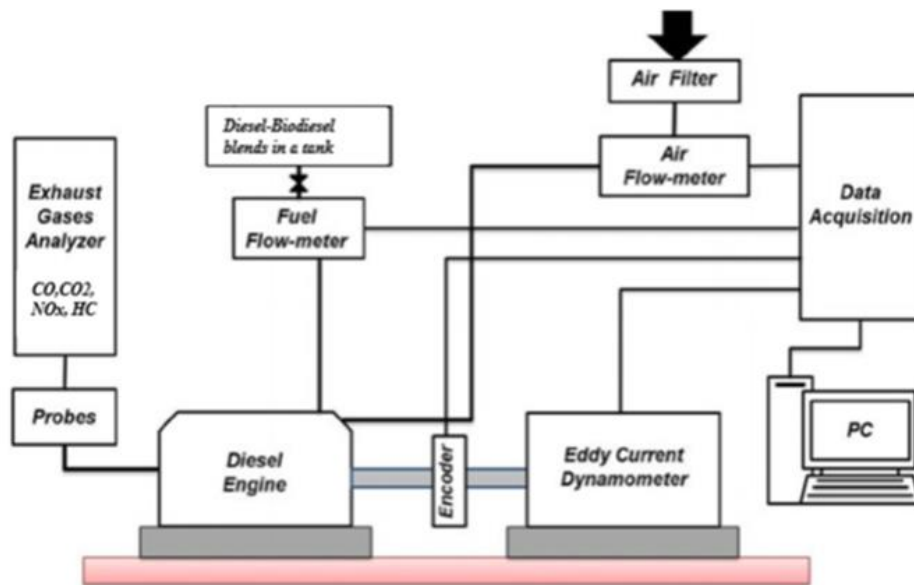 Air Filter
Diesel-Biodiesel
blends in a tank
Air
Flow-meter
Exhaust
Gases
Analyzer
CO,CO2,
NOx, HC
Fuel
Flow-meter
Data
Acquisition
Probes
Diesel
Engine
Encoder
Eddy Current
Dynamometer
PC